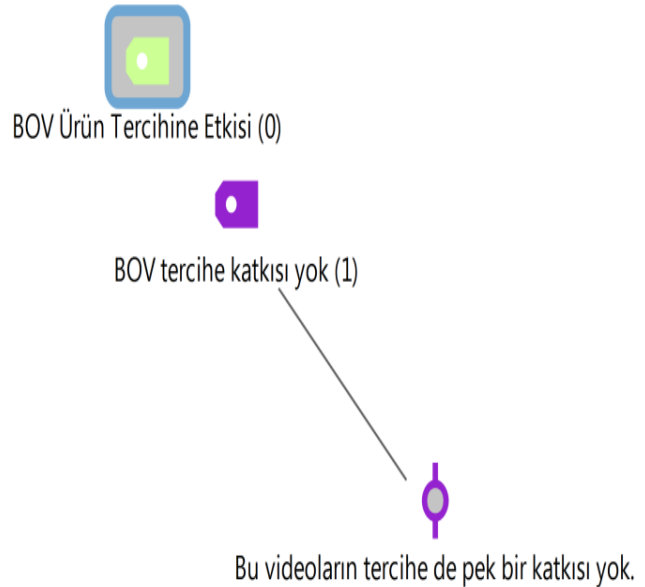 BOV Ürün Tercihine Etkisi (0)
BOV tercihe katkısı yok (1)
Bu videoların tercihe de pek bir katkısı yok.